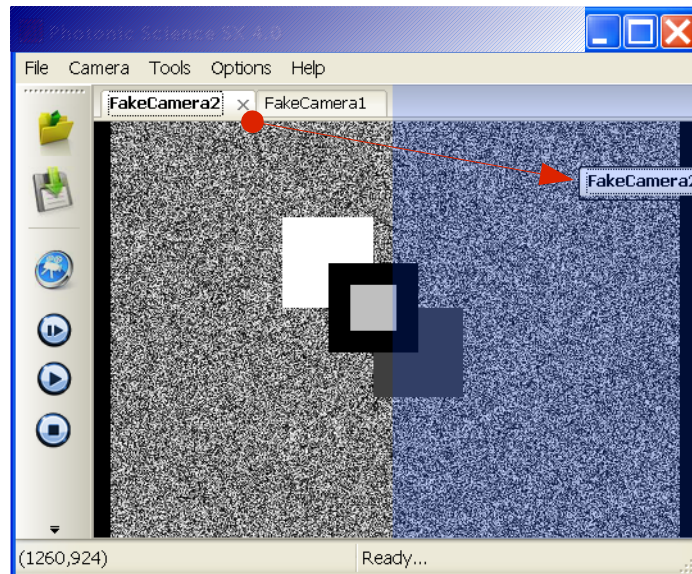 Photonic Science SX 4.0
File Camera Tools Options Help
FakeCamera2 FakeCamera1
FakeCamera2
(1260,924) Ready...